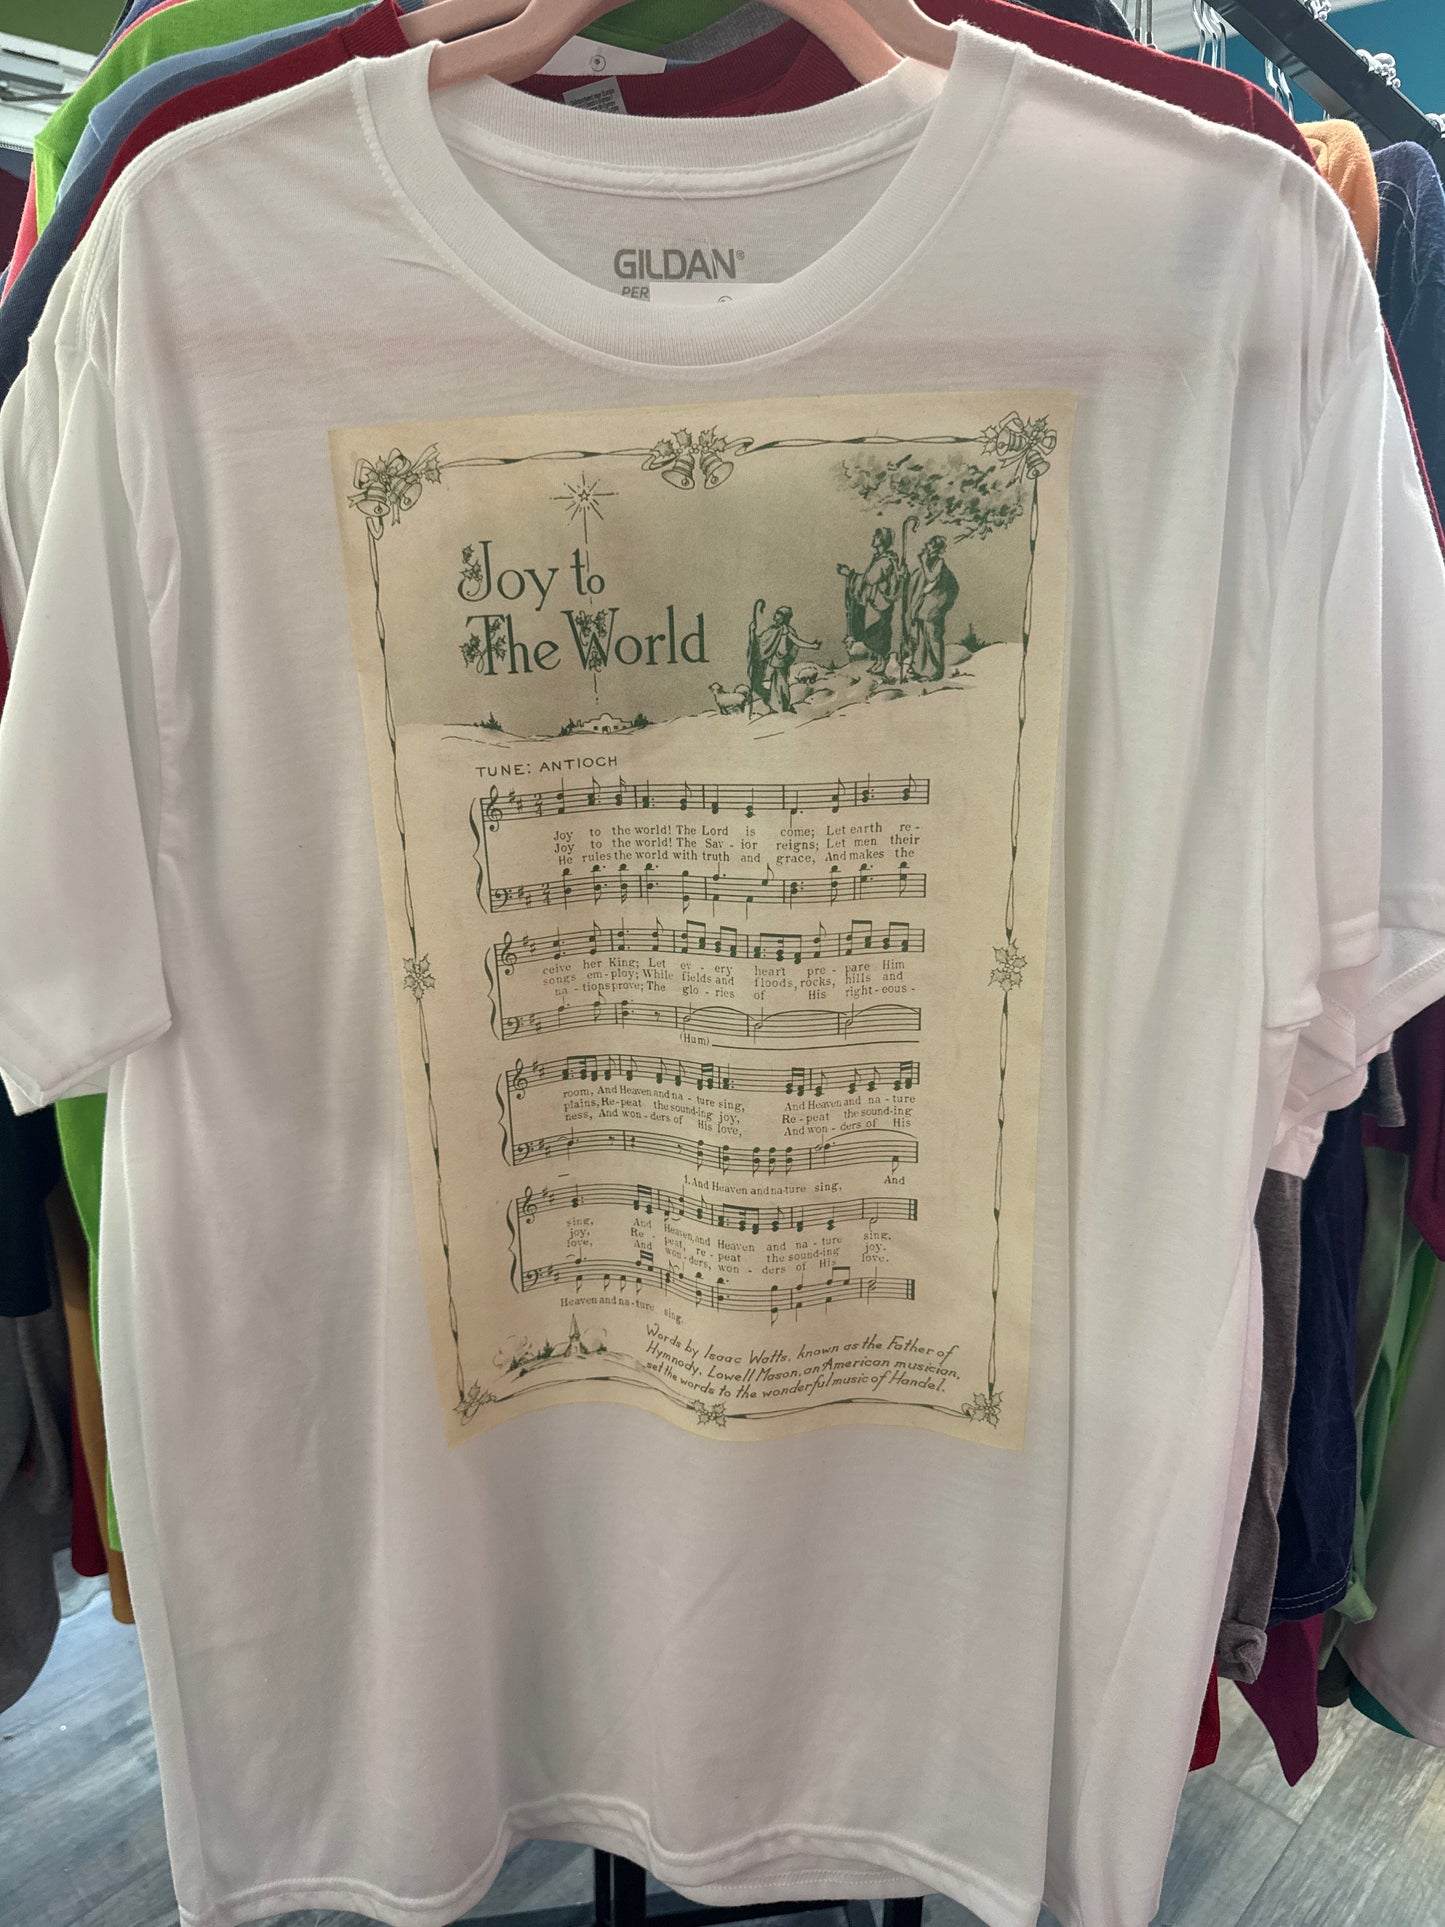 GILDAN®
PER
Joy to
The World
TUNE: ANTIOCH
Joy to the world! The Lord is come; Let earth re-
Joy to the world! The Sav - ior reigns; Let men their
He rules the world with truth and grace, And makes the
ceive her King; Let ev - ery heart pre - pare Him
songs em-ploy; While fields and floods, rocks, hills and
na - tions prove; The glo - ries of His right-eous -
(Hum)
room, And Heaven and na - ture sing, And Heaven and na - ture
plains, Re-peat the sound-ing joy, Re - peat the sound-ing
ness, And won - ders of His love, And won - ders of His
1. And Heaven and na-ture sing, And
sing, And Heaven, and Heaven and na - ture sing.
joy, Re - peat, re - peat the sound-ing joy.
love, And won - ders, won - ders of His love.
Heaven and na - ture sing.
Words by Isaac Watts, known as the Father of
Hymnody. Lowell Mason, an American musician,
set the words to the wonderful music of Handel.